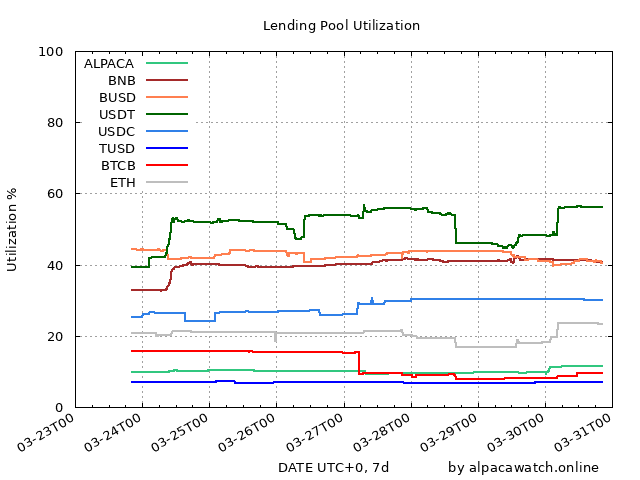 Lending Pool Utilization
100
80
60
40
20
0
Utilization %
ALPACA
BNB
BUSD
USDT
USDC
TUSD
BTCB
ETH
03-23T00
03-24T00
03-25T00
03-26T00
03-27T00
03-28T00
03-29T00
03-30T00
03-31T00
DATE UTC+0, 7d
by alpacawatch.online